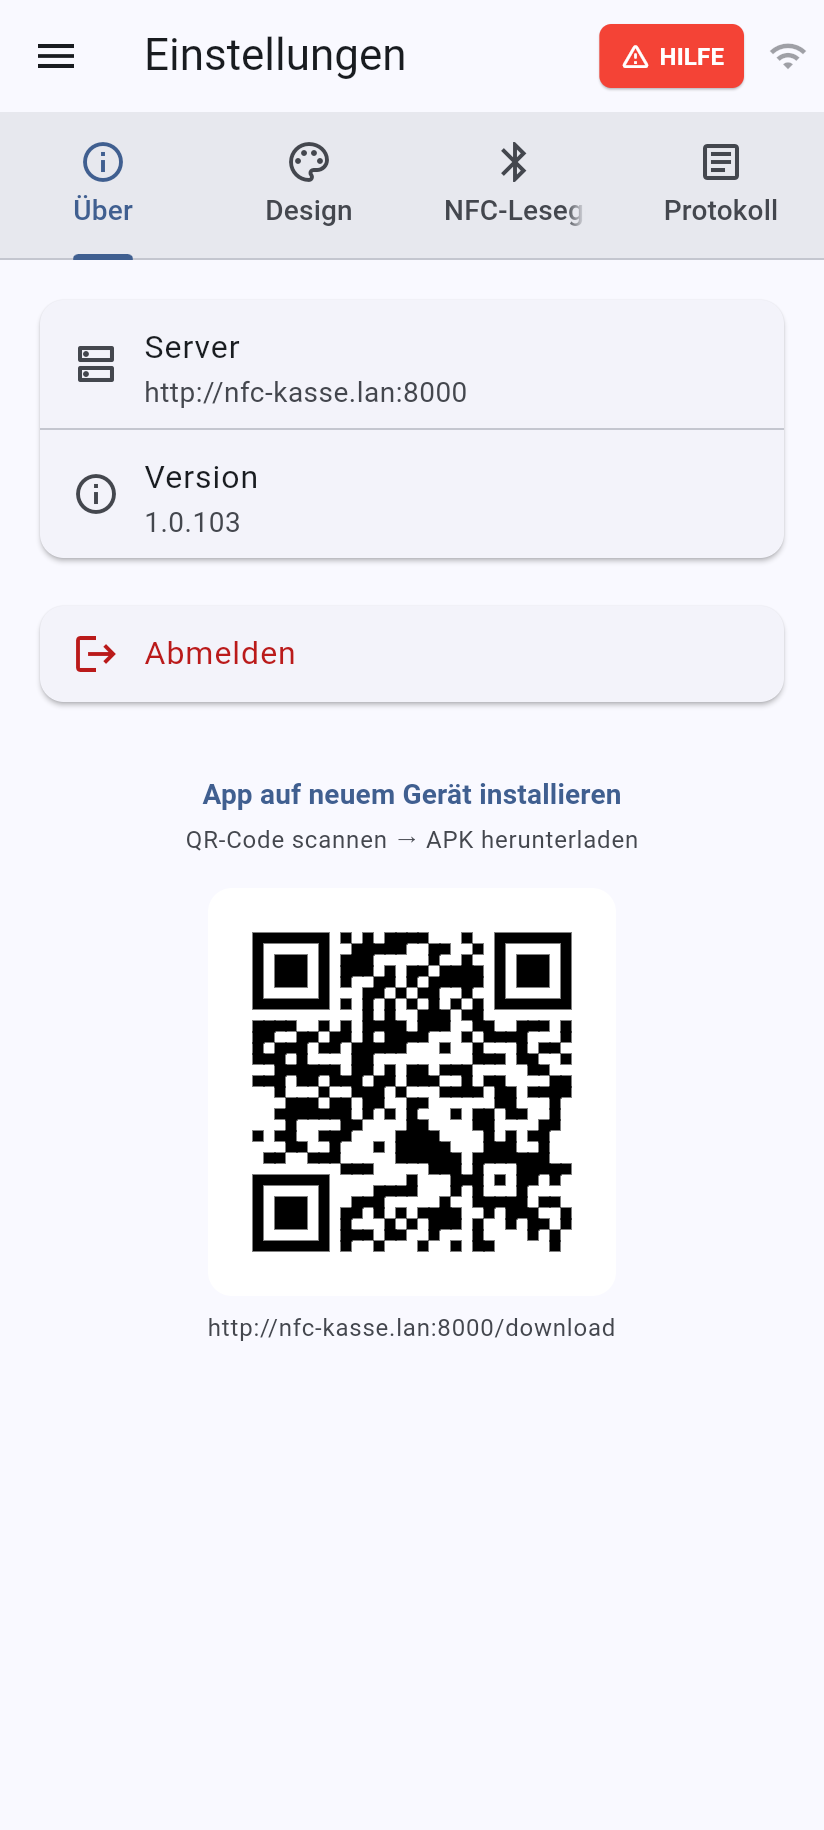 Einstellungen
HILFE
Über
Design
NFC-Leseg
Protokoll
Server
http://nfc-kasse.lan:8000
Version
1.0.103
Abmelden
App auf neuem Gerät installieren
QR-Code scannen → APK herunterladen
http://nfc-kasse.lan:8000/download